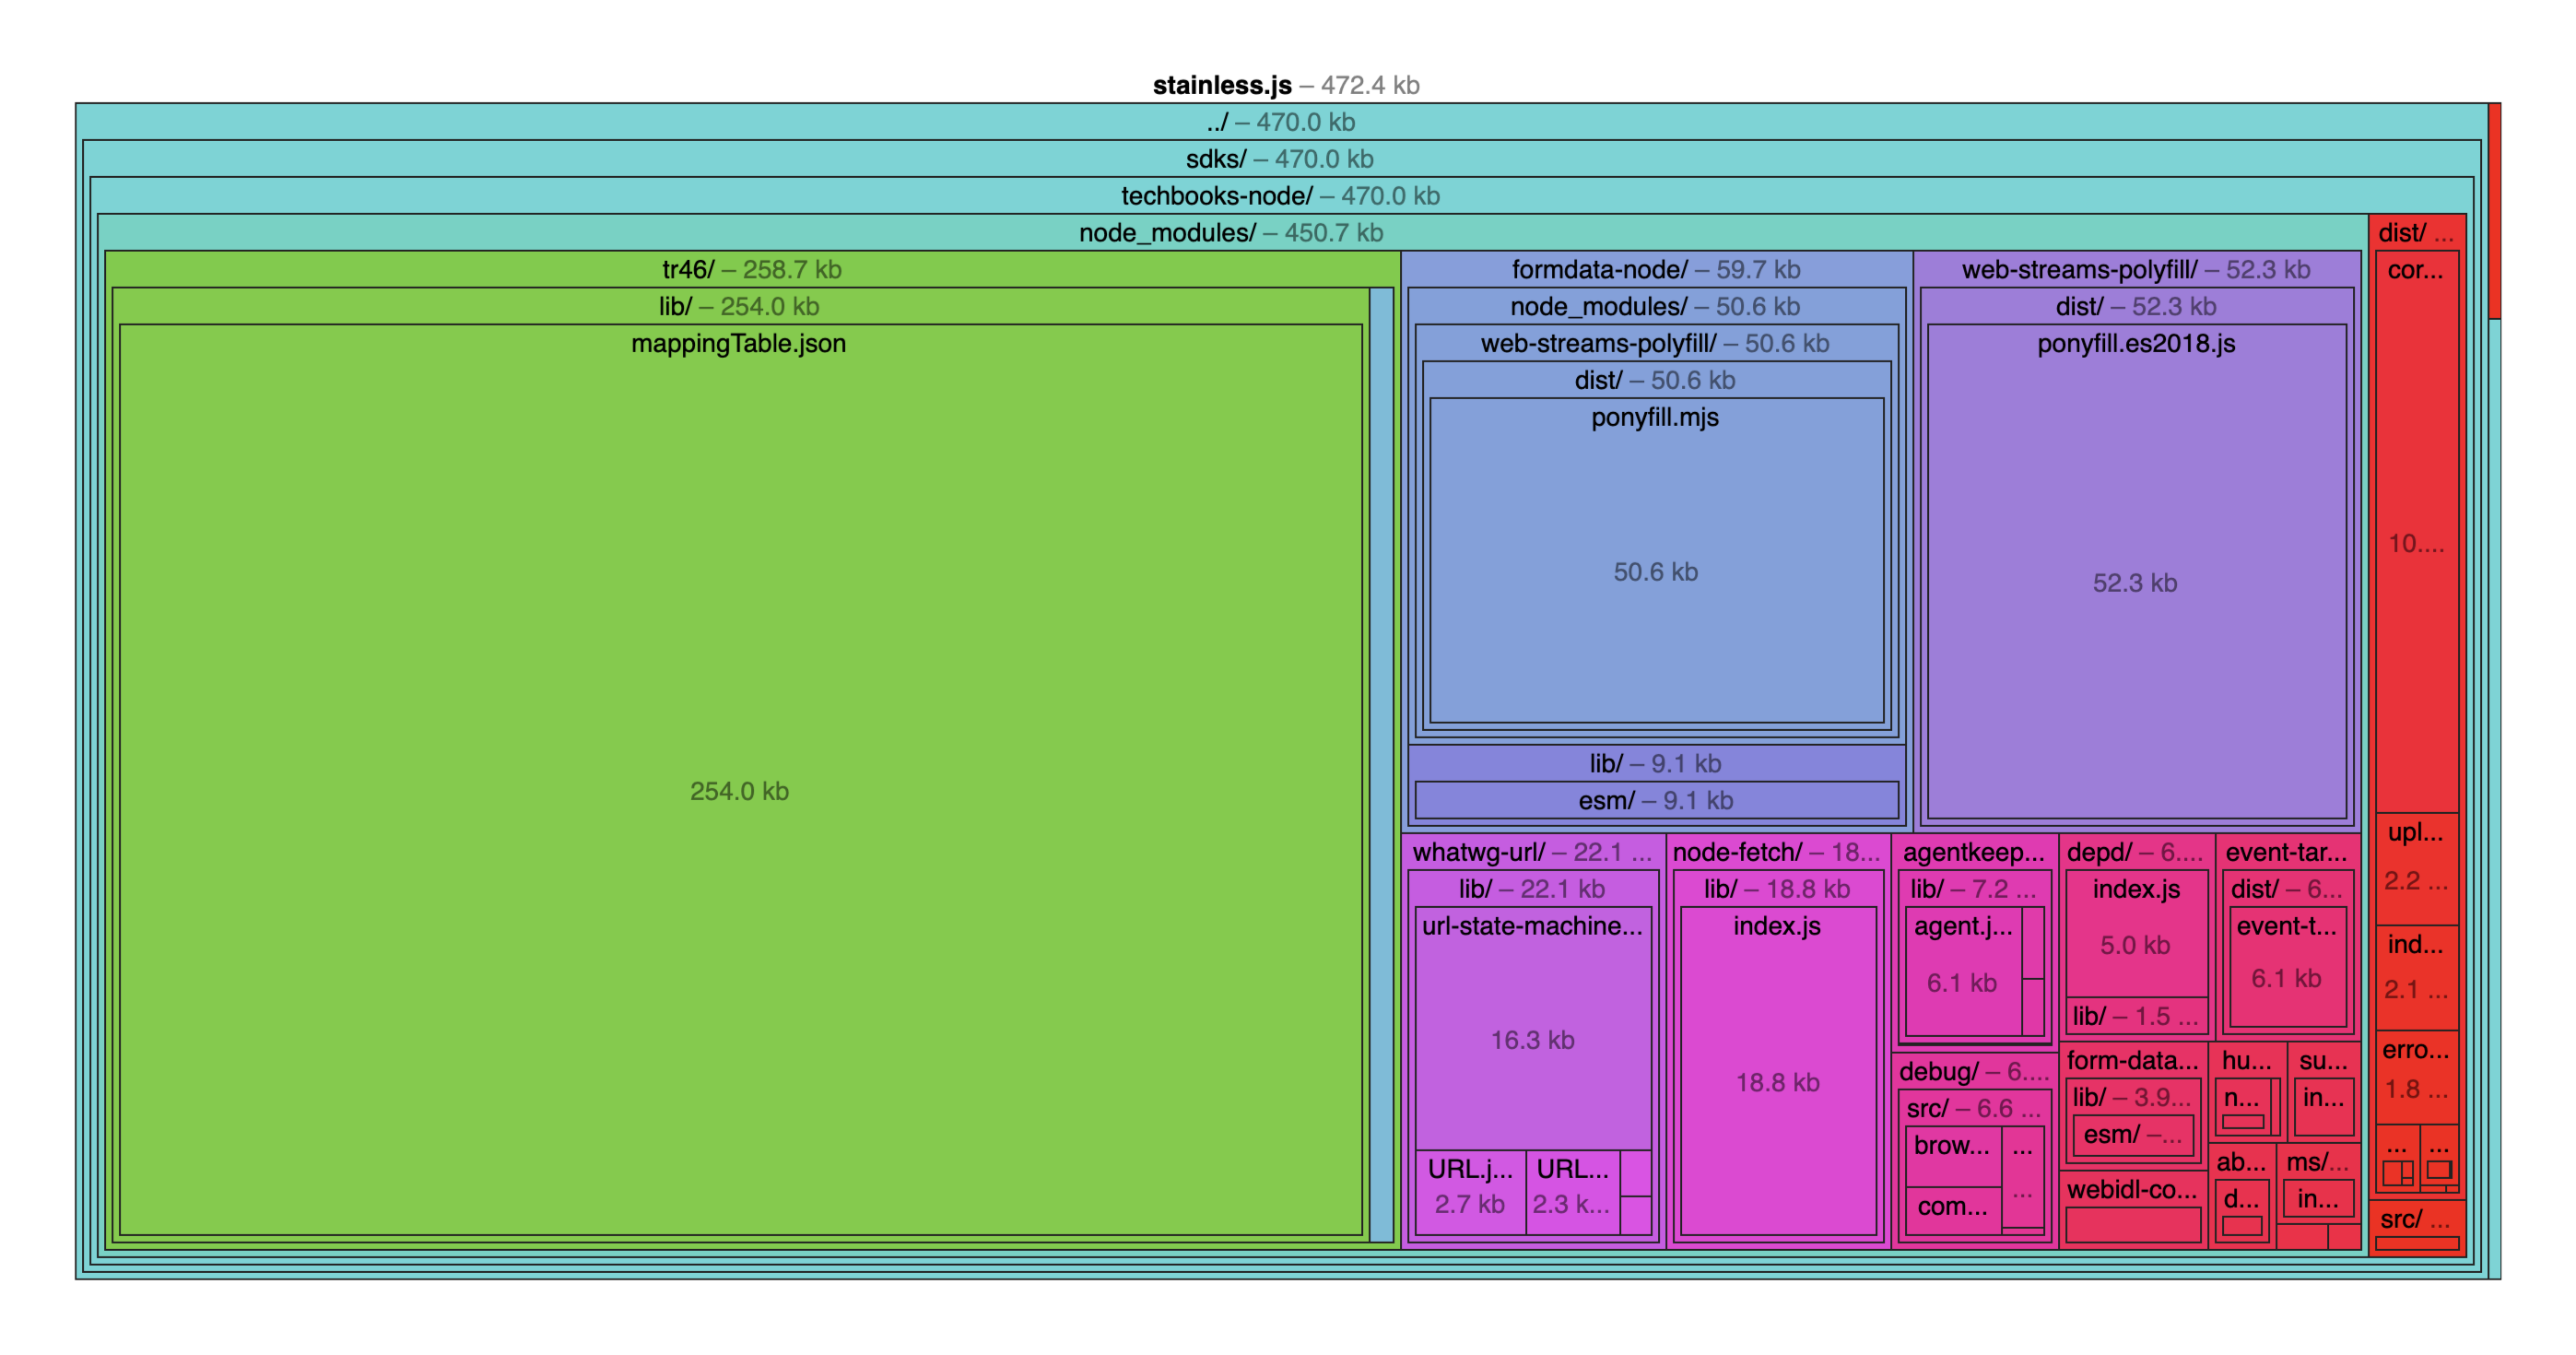 stainless.js – 472.4 kb
../ – 470.0 kb
sdks/ – 470.0 kb
techbooks-node/ – 470.0 kb
node_modules/ – 450.7 kb
tr46/ – 258.7 kb
lib/ – 254.0 kb
mappingTable.json
254.0 kb
formdata-node/ – 59.7 kb
node_modules/ – 50.6 kb
web-streams-polyfill/ – 50.6 kb
dist/ – 50.6 kb
ponyfill.mjs
50.6 kb
lib/ – 9.1 kb
esm/ – 9.1 kb
web-streams-polyfill/ – 52.3 kb
dist/ – 52.3 kb
ponyfill.es2018.js
52.3 kb
whatwg-url/ – 22.1 ...
lib/ – 22.1 kb
url-state-machine...
16.3 kb
URL.j...
2.7 kb
URL...
2.3 k...
node-fetch/ – 18...
lib/ – 18.8 kb
index.js
18.8 kb
agentkeep...
lib/ – 7.2 ...
agent.j...
6.1 kb
debug/ – 6....
src/ – 6.6 ...
brow...
com...
...
...
depd/ – 6....
index.js
5.0 kb
lib/ – 1.5 ...
event-tar...
dist/ – 6...
event-t...
6.1 kb
form-data...
lib/ – 3.9...
esm/ –...
webidl-co...
hu...
n...
su...
in...
ab...
d...
ms/...
in...
dist/ ...
cor...
10....
upl...
2.2 ...
ind...
2.1 ...
erro...
1.8 ...
...
...
src/ ...